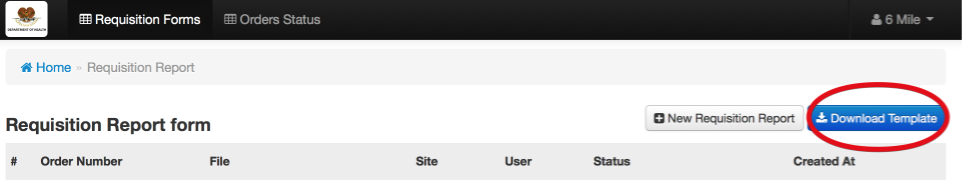 Requisition Forms Orders Status 6 Mile
DEPARTMENT OF HEALTH
Home » Requisition Report
New Requisition Report Download Template
Requisition Report form
# Order Number File Site User Status Created At